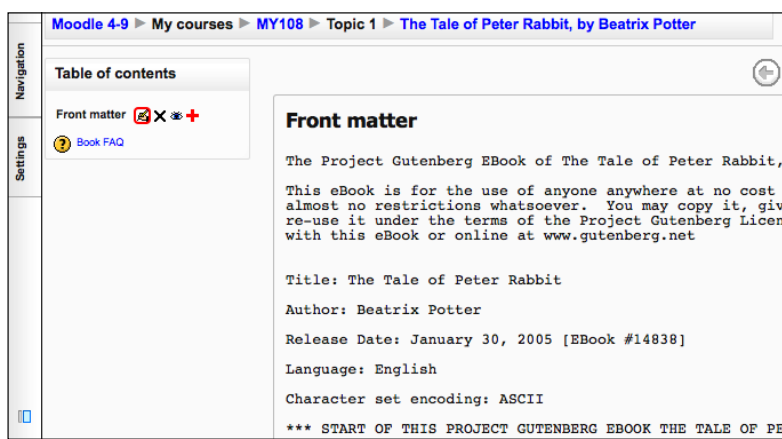 Moodle 4-9 ► My courses ► MY108 ► Topic 1 ► The Tale of Peter Rabbit, by Beatrix Potter
Navigation
Settings
Table of contents
Front matter
Book FAQ
Front matter
The Project Gutenberg EBook of The Tale of Peter Rabbit,
This eBook is for the use of anyone anywhere at no cost
almost no restrictions whatsoever. You may copy it, giv
re-use it under the terms of the Project Gutenberg Licen
with this eBook or online at www.gutenberg.net
Title: The Tale of Peter Rabbit
Author: Beatrix Potter
Release Date: January 30, 2005 [EBook #14838]
Language: English
Character set encoding: ASCII
*** START OF THIS PROJECT GUTENBERG EBOOK THE TALE OF PE